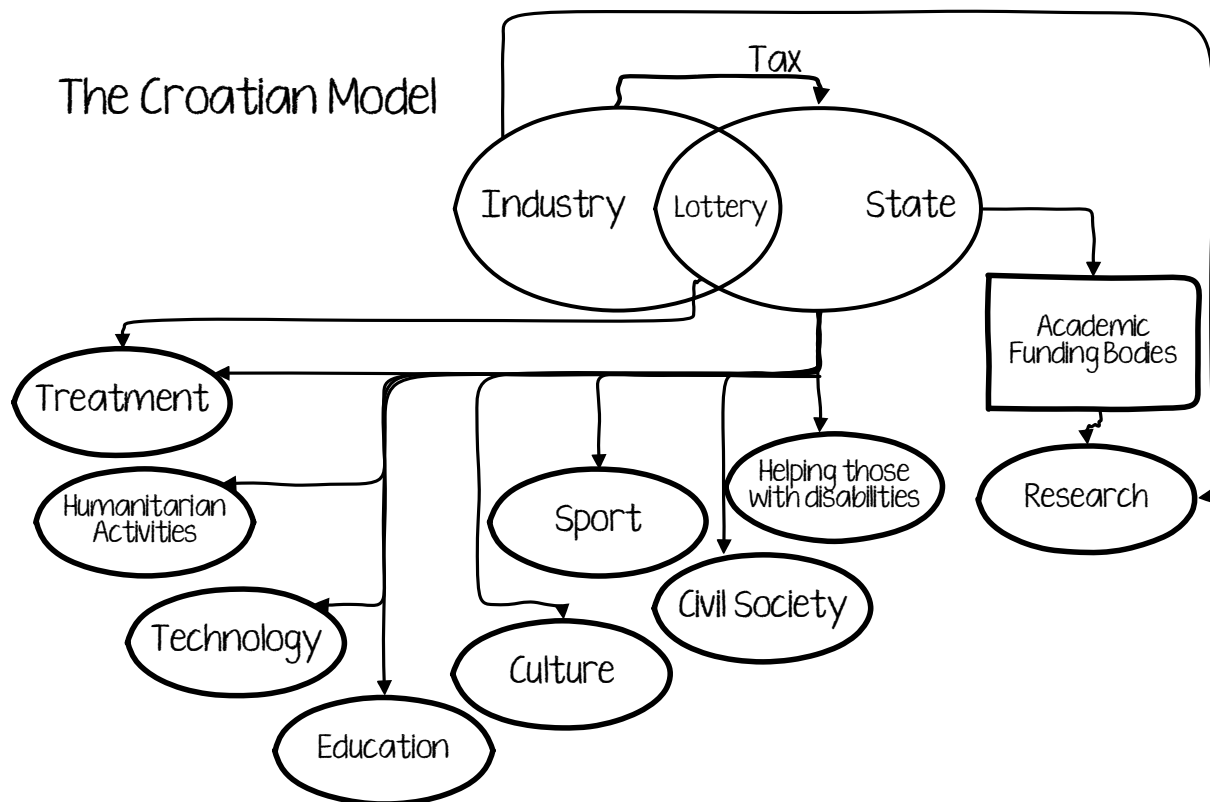 Tax
The Croatian Model
Industry
Lottery
State
Academic
Funding Bodies
Treatment
Helping those
with disabilities
Research
Humanitarian
Activities
Sport
Civil Society
Technology
Culture
Education